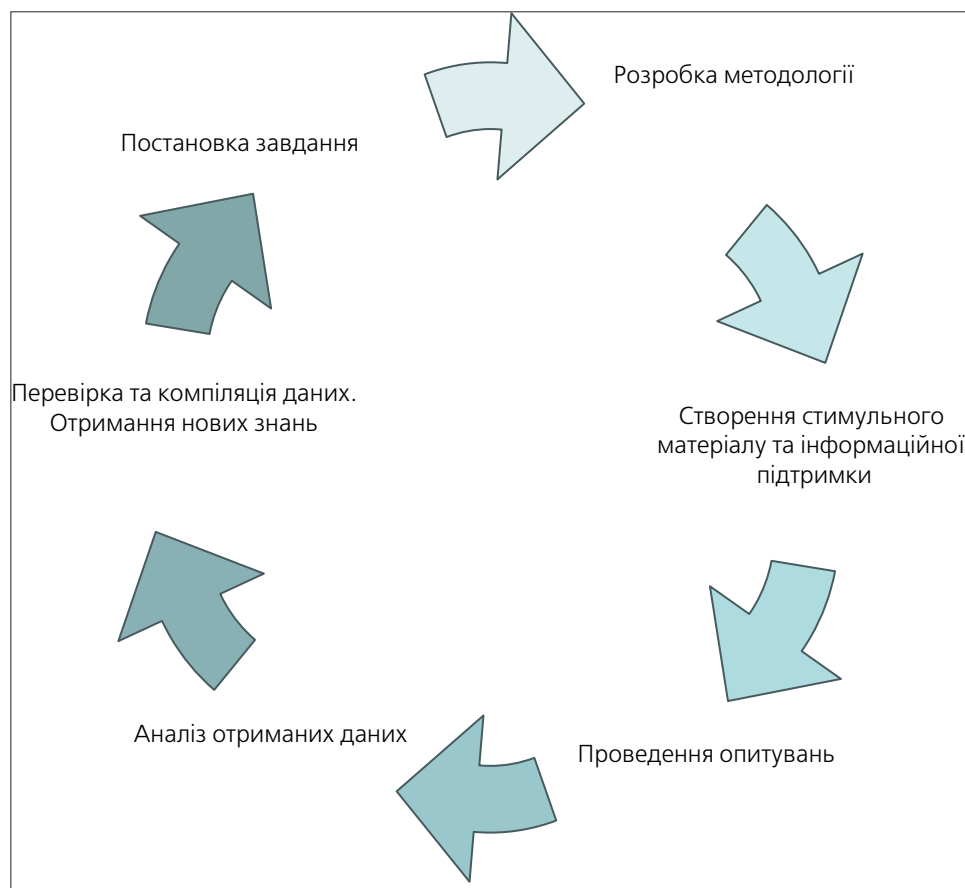 Розробка методології
Постановка завдання
Перевірка та компіляція даних.
Отримання нових знань
Створення стимульного
матеріалу та інформаційної
підтримки
Аналіз отриманих даних
Проведення опитувань